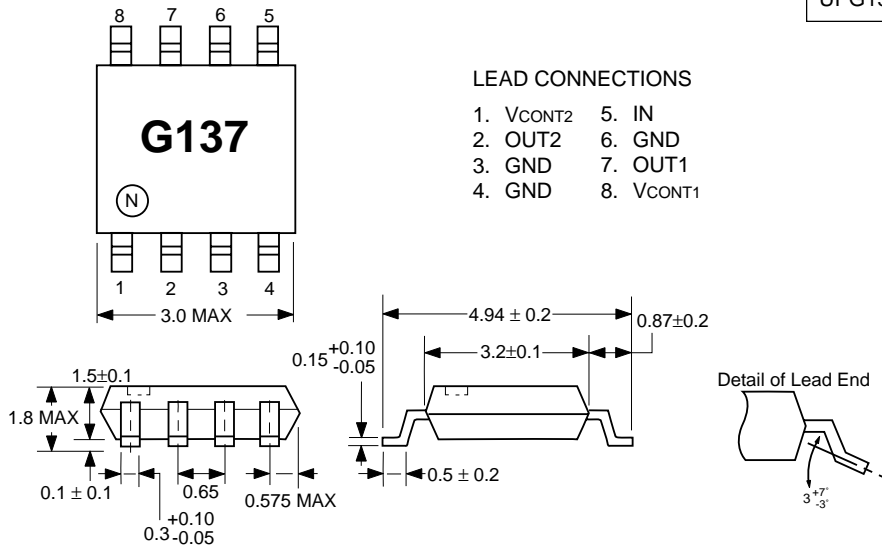 8 7 6 5
G137
N
1 2 3 4
3.0 MAX
LEAD CONNECTIONS
1. VCONT2 5. IN
2. OUT2 6. GND
3. GND 7. OUT1
4. GND 8. VCONT1
4.94 ± 0.2
0.87±0.2
3.2±0.1
0.15 +0.10 -0.05
0.5 ± 0.2
1.5±0.1
1.8 MAX
0.1 ± 0.1
0.65
0.575 MAX
0.3 +0.10 -0.05
Detail of Lead End
3 +7° -3°